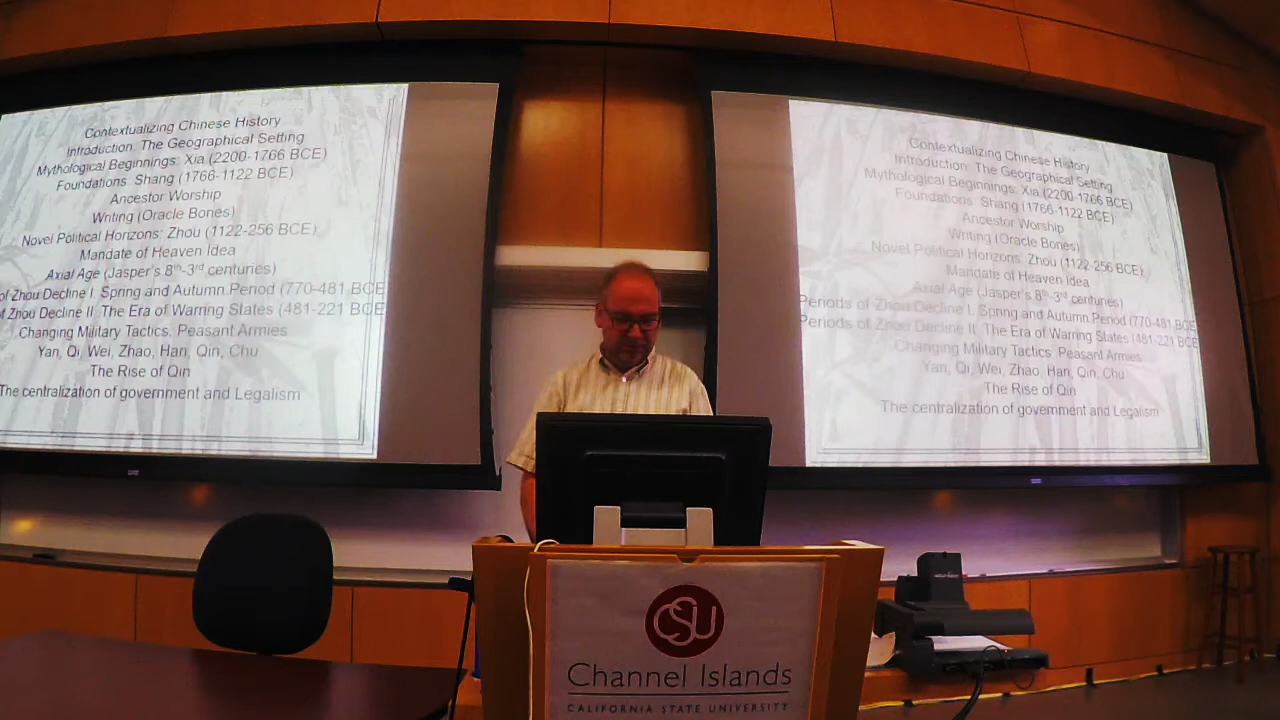 Contextualizing Chinese History
Introduction: The Geographical Setting
Mythological Beginnings: Xia (2200-1766 BCE)
Foundations: Shang (1766-1122 BCE)
Ancestor Worship
Writing (Oracle Bones)
Novel Political Horizons: Zhou (1122-256 BCE)
Mandate of Heaven Idea
Axial Age (Jasper's 8th-3rd centuries)
of Zhou Decline I. Spring and Autumn Period (770-481 BCE
of Zhou Decline II. The Era of Warring States (481-221 BCE
Changing Military Tactics. Peasant Armies
Yan, Qi, Wei, Zhao, Han, Qin, Chu
The Rise of Qin
The centralization of government and Legalism
Contextualizing Chinese History
Introduction: The Geographical Setting
Mythological Beginnings: Xia (2200-1766 BCE)
Foundations: Shang (1766-1122 BCE)
Ancestor Worship
Writing (Oracle Bones)
Novel Political Horizons: Zhou (1122-256 BCE)
Mandate of Heaven Idea
Axial Age (Jasper's 8th-3rd centuries)
Periods of Zhou Decline I. Spring and Autumn Period (770-481 BCE
Periods of Zhou Decline II. The Era of Warring States (481-221 BCE
Changing Military Tactics. Peasant Armies
Yan, Qi, Wei, Zhao, Han, Qin, Chu
The Rise of Qin
The centralization of government and Legalism
CSU
Channel Islands
CALIFORNIA STATE UNIVERSITY